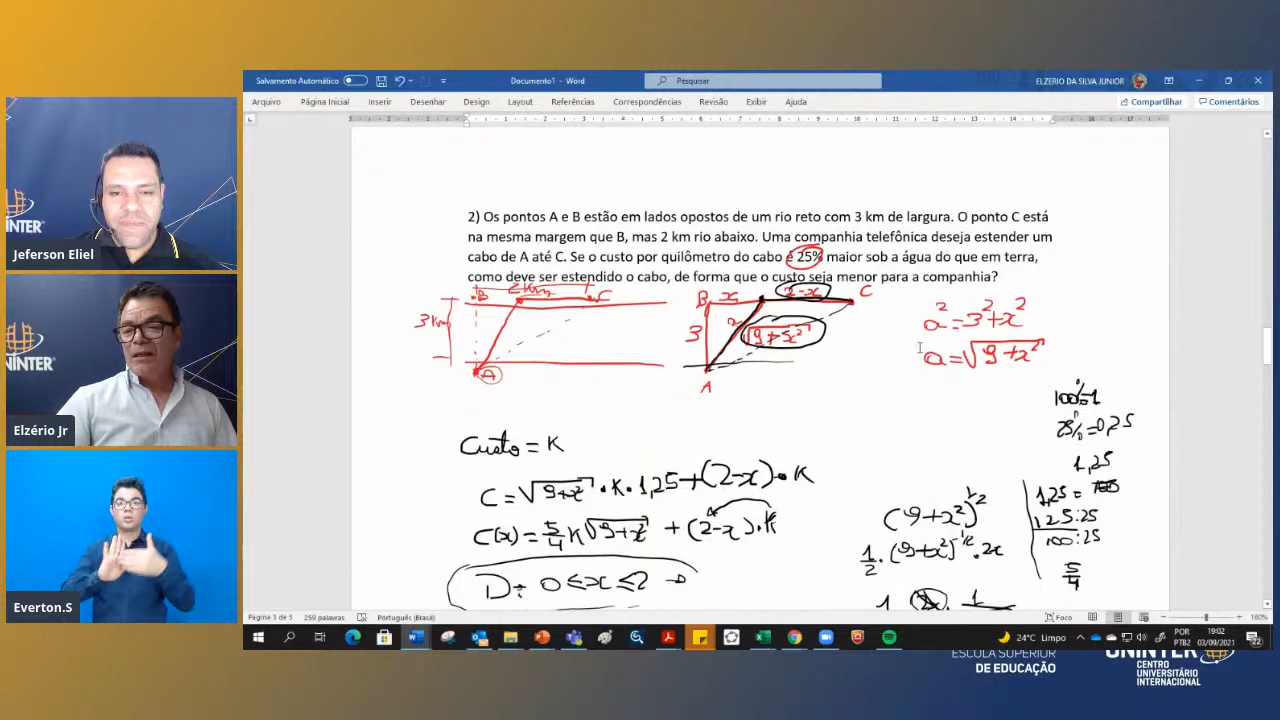 Salvamento Automático
Documento1 - Word
Pesquisar
ELZERIO DA SILVA JUNIOR
Arquivo Página Inicial Inserir Desenhar Design Layout Referências Correspondências Revisão Exibir Ajuda
Compartilhar Comentários
2) Os pontos A e B estão em lados opostos de um rio reto com 3 km de largura. O ponto C está
na mesma margem que B, mas 2 km rio abaixo. Uma companhia telefônica deseja estender um
cabo de A até C. Se o custo por quilômetro do cabo é 25% maior sob a água do que em terra,
como deve ser estendido o cabo, de forma que o custo seja menor para a companhia?
B 2 Km C
3 Km
A
B x 2-x C
3 a √9+x²
A
a²=3²+x²
a=√9+x²
100%=1
25%=0,25
1,25
Custo = K
C = √9+x² • K • 1,25 + (2-x) • K
C(x) = 5/4 K √9+x² + (2-x) • K
D: 0 ≤ x ≤ 2
(9+x²)^1/2
1/2 . (9+x²)^-1/2 . 2x
1,25 =
125:25
100:25
5/4
Jeferson Eliel
Elzério Jr
Everton.S
UNINTER
UNINTER
Página 3 de 5 259 palavras Português (Brasil)
Foco
160%
24°C Limpo
POR
PTB2
19:02
03/09/2021
22
ESCOLA SUPERIOR
DE EDUCAÇÃO
UNINTER
CENTRO
UNIVERSITÁRIO
INTERNACIONAL